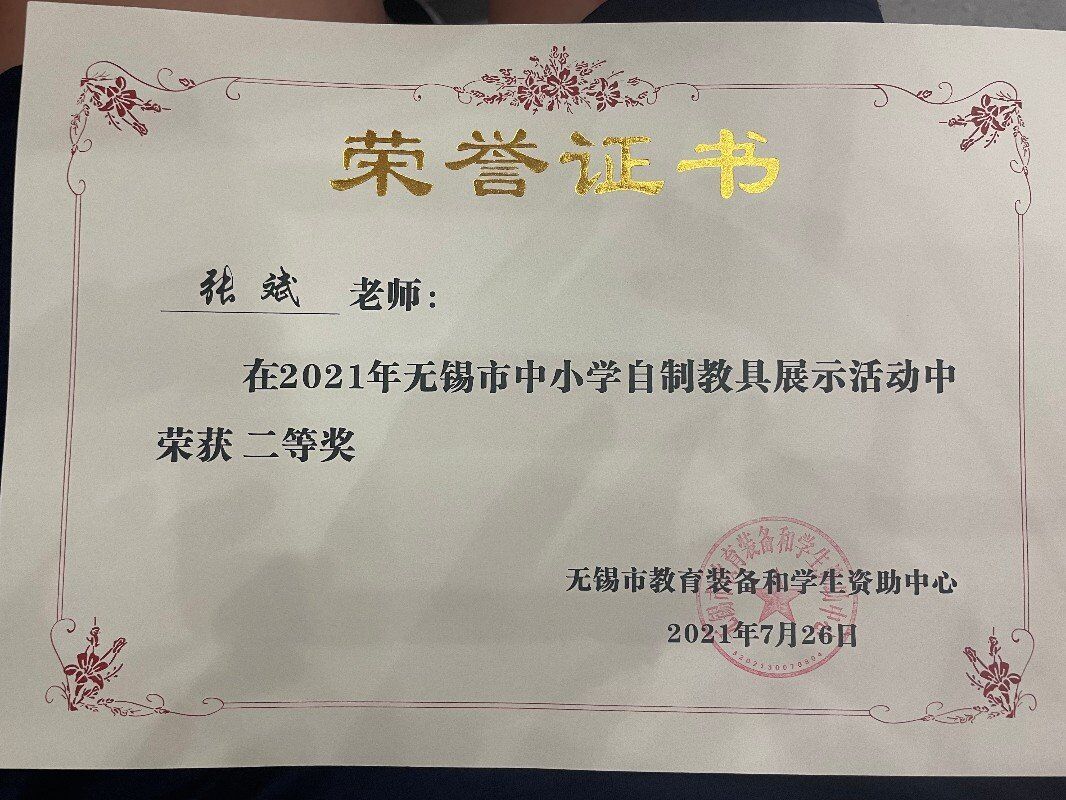 荣誉证书
张斌 老师：
在2021年无锡市中小学自制教具展示活动中
荣获 二等奖
无锡市教育装备和学生资助中心
2021年7月26日